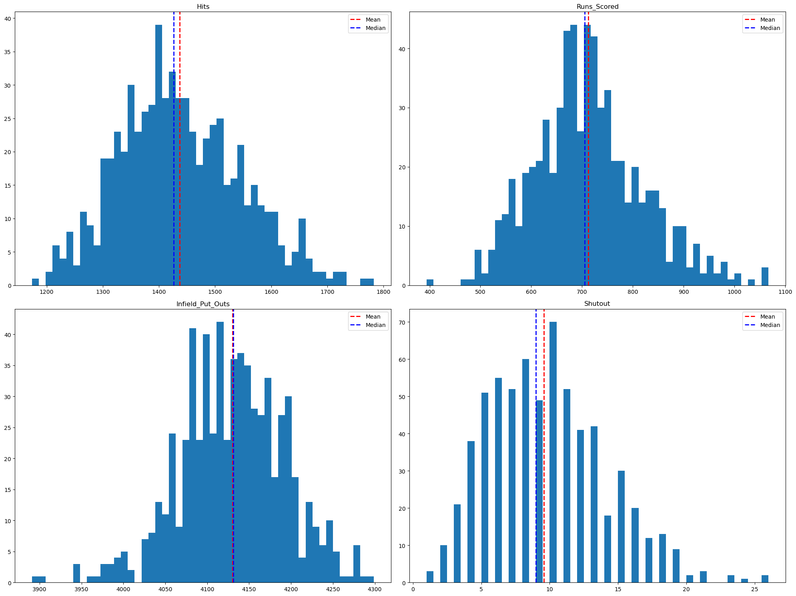 Hits
Mean
Median
40
35
30
25
20
15
10
5
0
1200 1300 1400 1500 1600 1700 1800
Runs_Scored
Mean
Median
40
30
20
10
0
400 500 600 700 800 900 1000 1100
Infield_Put_Outs
Mean
Median
40
35
30
25
20
15
10
5
0
3900 3950 4000 4050 4100 4150 4200 4250 4300
Shutout
Mean
Median
70
60
50
40
30
20
10
0
0 5 10 15 20 25